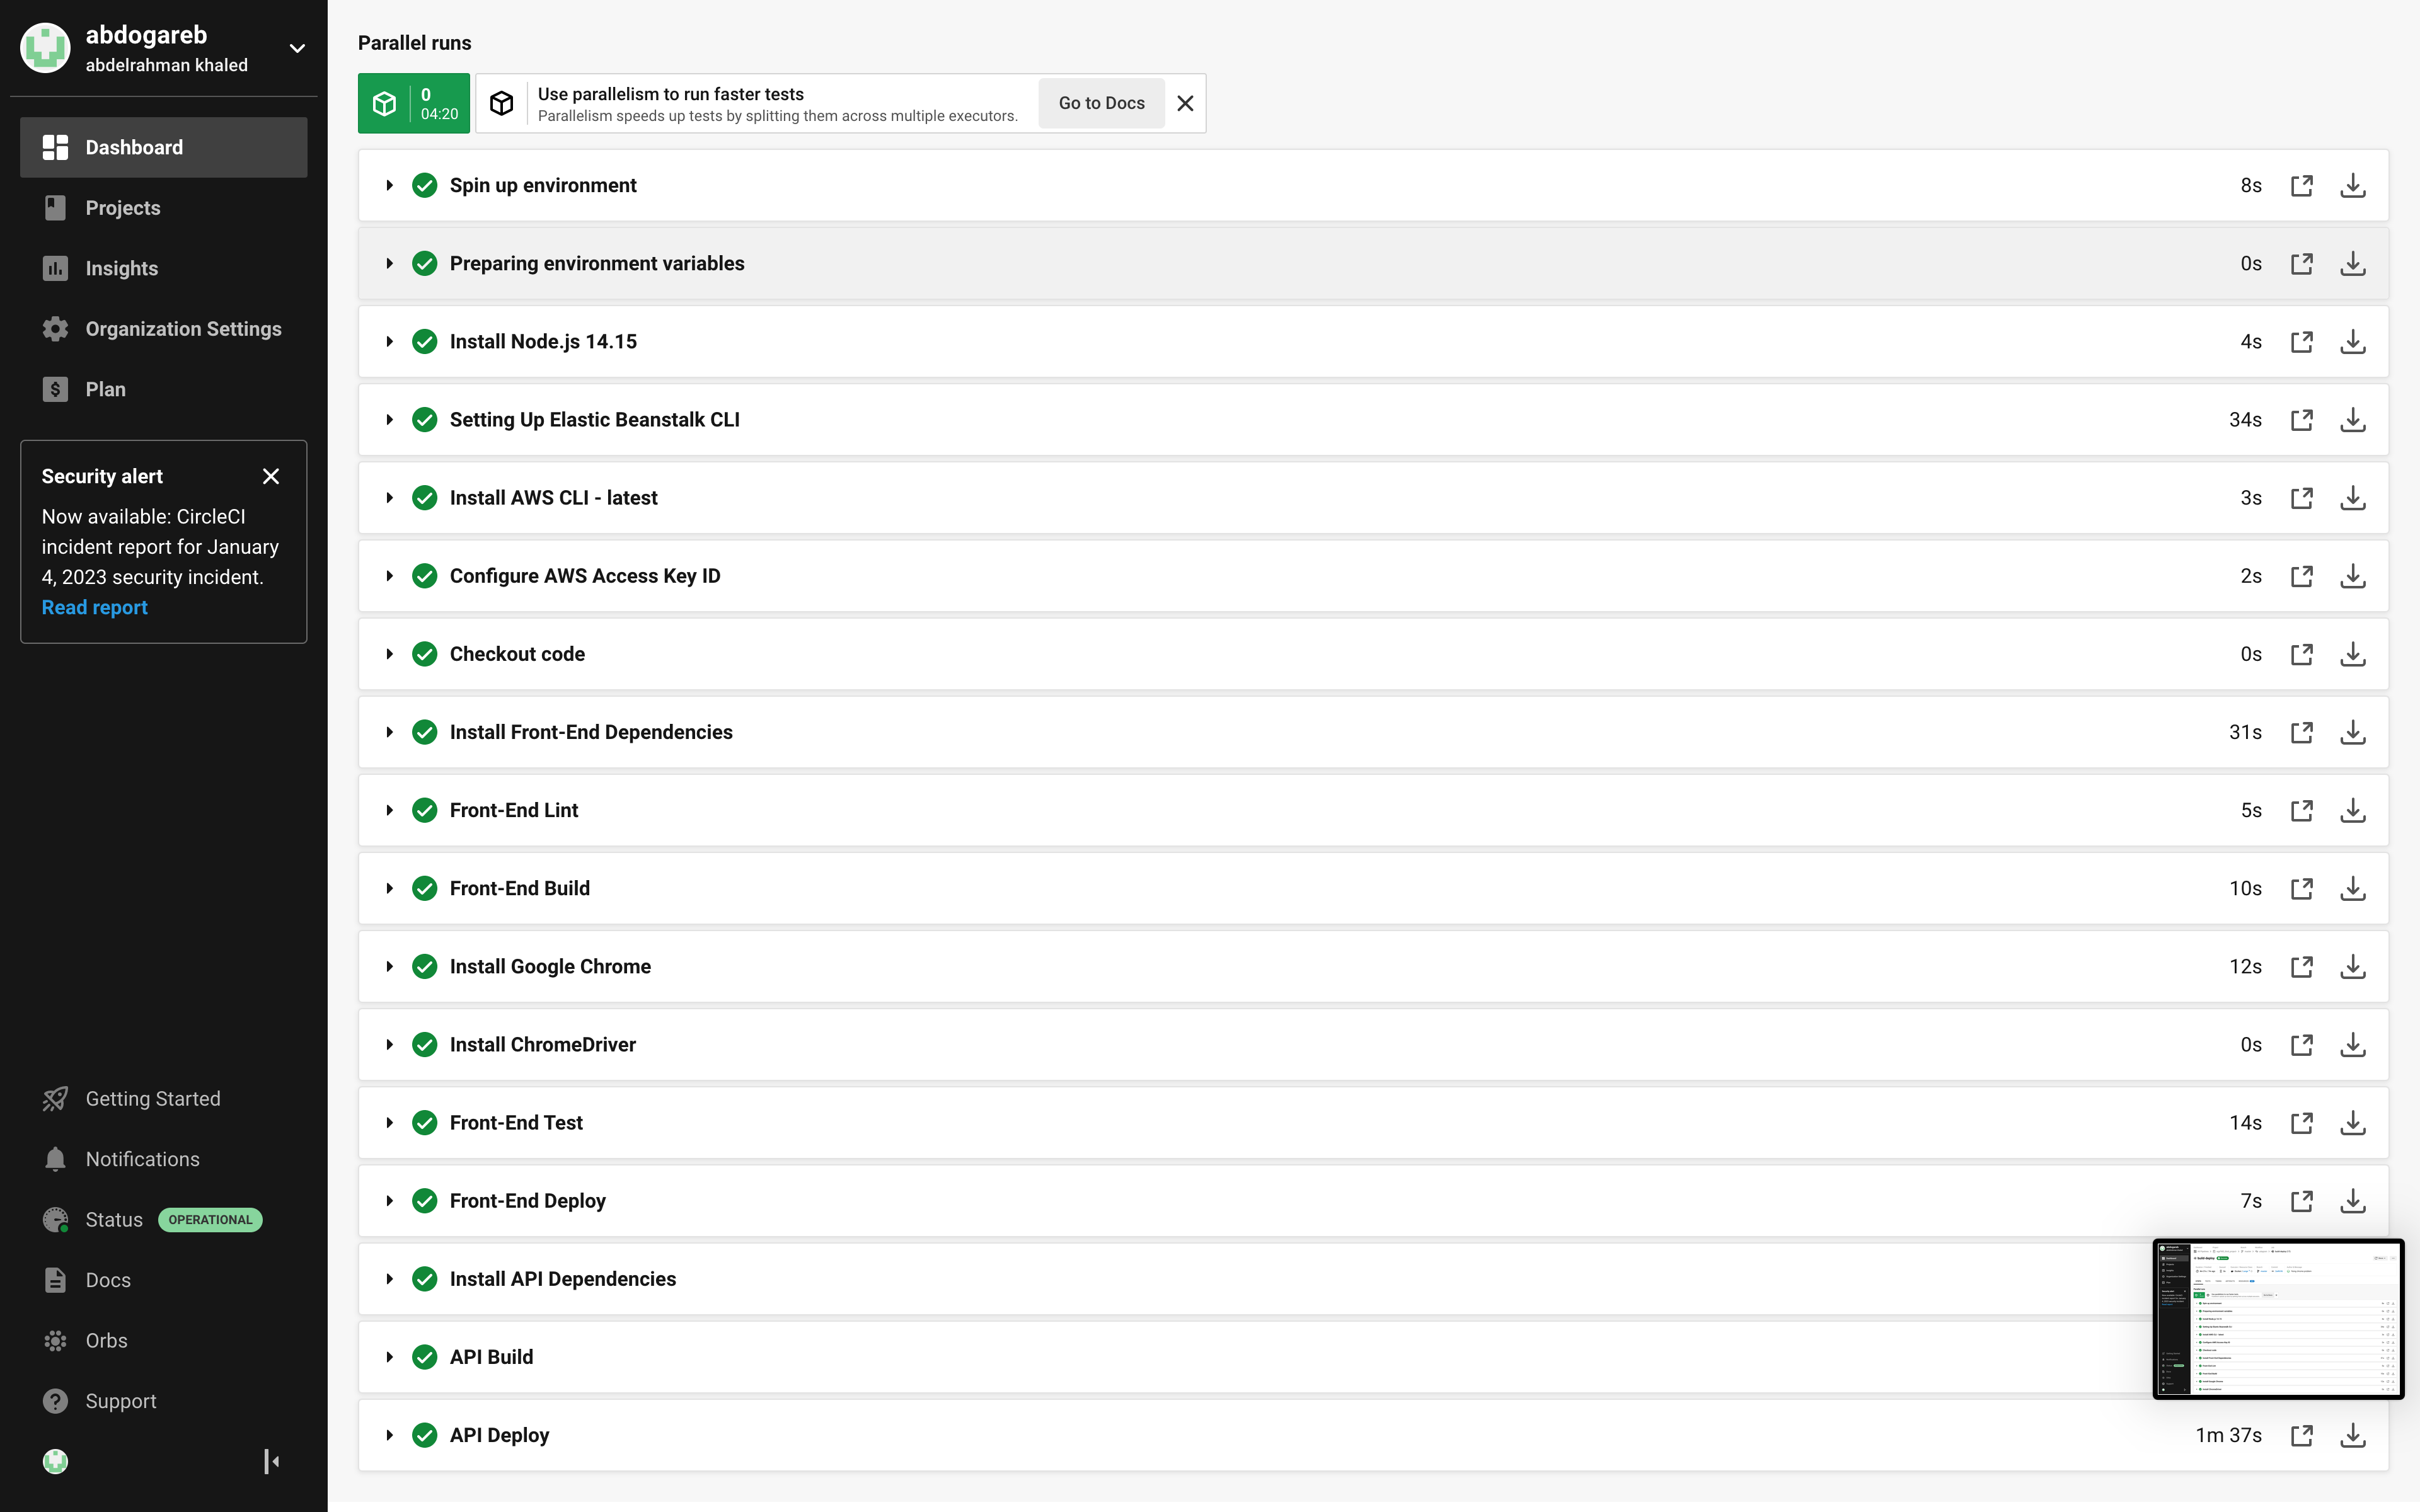 abdogareb
abdelrahman khaled
Dashboard
Projects
Insights
Organization Settings
Plan
Security alert
Now available: CircleCI
incident report for January
4, 2023 security incident.
Read report
Getting Started
Notifications
Status OPERATIONAL
Docs
Orbs
Support
Parallel runs
0
04:20
Use parallelism to run faster tests
Parallelism speeds up tests by splitting them across multiple executors.
Go to Docs
Spin up environment 8s
Preparing environment variables 0s
Install Node.js 14.15 4s
Setting Up Elastic Beanstalk CLI 34s
Install AWS CLI - latest 3s
Configure AWS Access Key ID 2s
Checkout code 0s
Install Front-End Dependencies 31s
Front-End Lint 5s
Front-End Build 10s
Install Google Chrome 12s
Install ChromeDriver 0s
Front-End Test 14s
Front-End Deploy 7s
Install API Dependencies
API Build
API Deploy 1m 37s